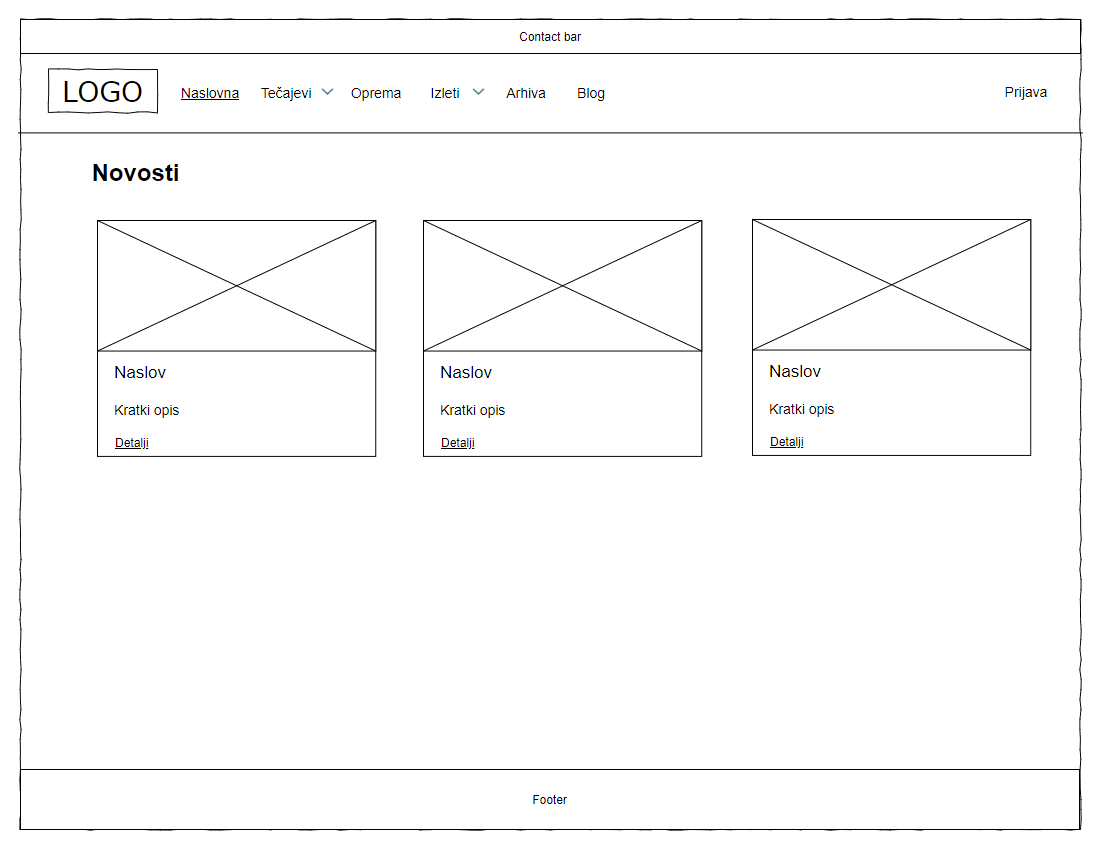 Contact bar
LOGO Naslovna Tečajevi Oprema Izleti Arhiva Blog Prijava
Novosti
Naslov Naslov Naslov
Kratki opis Kratki opis Kratki opis
Detalji Detalji Detalji
Footer